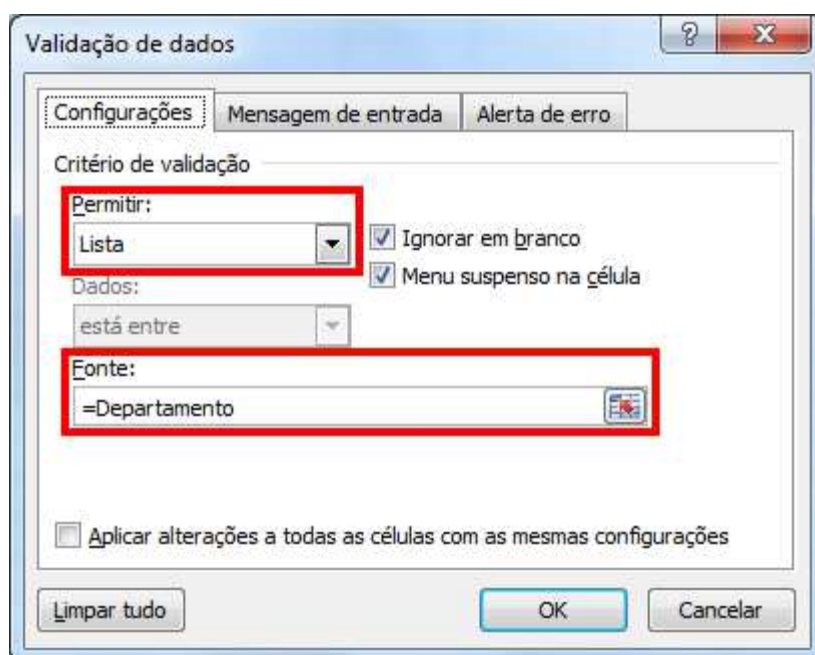 Validação de dados
Configurações
Mensagem de entrada
Alerta de erro
Critério de validação
Permitir:
Lista
Ignorar em branco
Menu suspenso na célula
Dados:
está entre
Fonte:
=Departamento
Aplicar alterações a todas as células com as mesmas configurações
Limpar tudo
OK
Cancelar